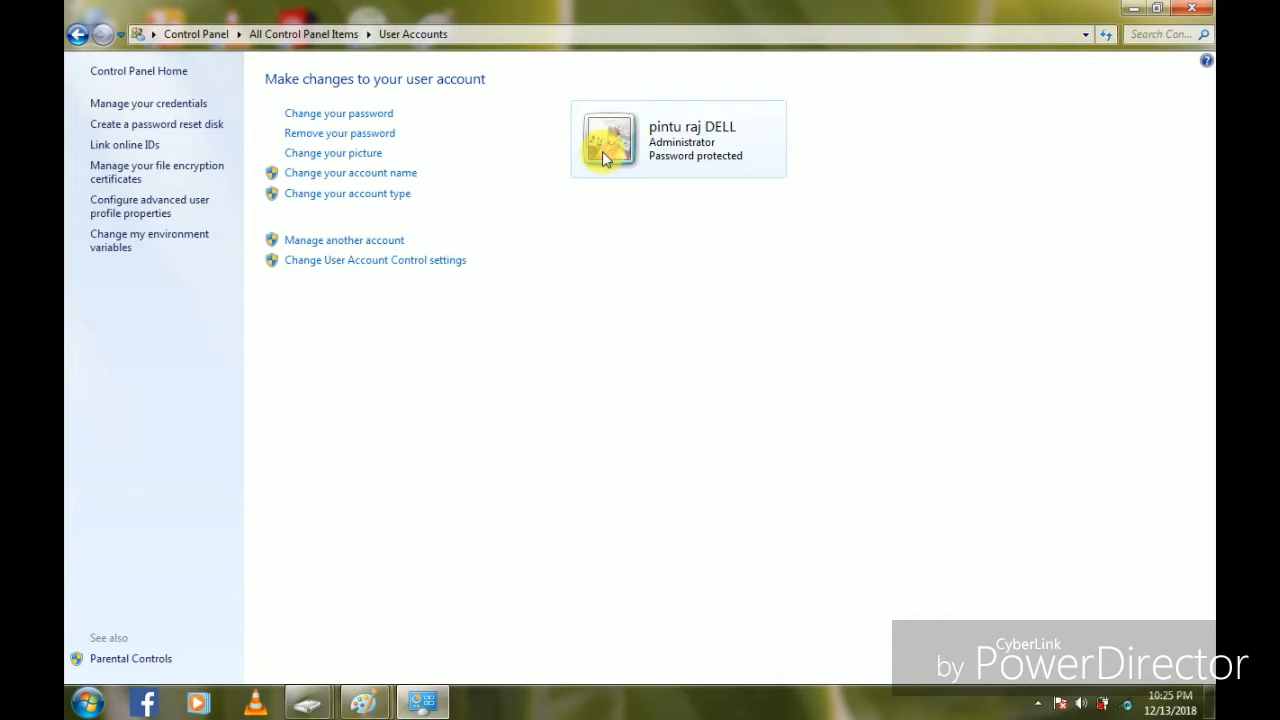 Control Panel All Control Panel Items User Accounts
Search Con...
Control Panel Home
Manage your credentials
Create a password reset disk
Link online IDs
Manage your file encryption
certificates
Configure advanced user
profile properties
Change my environment
variables
See also
Parental Controls
Make changes to your user account
Change your password
Remove your password
Change your picture
Change your account name
Change your account type
Manage another account
Change User Account Control settings
pintu raj DELL
Administrator
Password protected
CyberLink
by PowerDirector
10:25 PM
12/13/2018